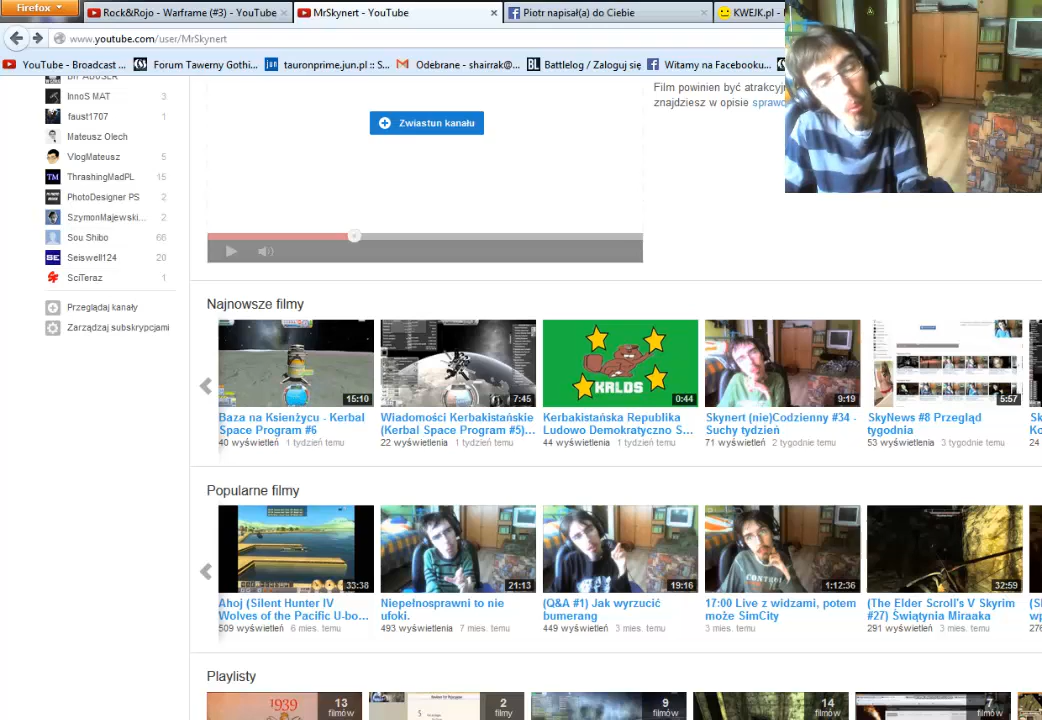 Firefox
Rock&Rojo - Warframe (#3) - YouTube
MrSkynert - YouTube
Piotr napisał(a) do Ciebie
KWEJK.pl -
www.youtube.com/user/MrSkynert
YouTube - Broadcast ...
Forum Tawerny Gothi...
tauronprime.jun.pl :: S...
Odebrane - shairrak@...
Battlelog / Zaloguj się
Witamy na Facebooku...
InnoS MAT 3
faust1707 1
Mateusz Olech
VlogMateusz 5
ThrashingMadPL 15
PhotoDesigner PS 2
SzymonMajewski... 2
Sou Shibo 66
Seiswell124 20
SciTeraz 1
Przeglądaj kanały
Zarządzaj subskrypcjami
Zwiastun kanału
Film powinien być atrakcyj
znajdziesz w opisie sprawd
Najnowsze filmy
15:10
7:45
KRLDS
0:44
9:19
5:57
Baza na Ksienżycu - Kerbal
Space Program #6
40 wyświetleń 1 tydzień temu
Wiadomości Kerbakistańskie
(Kerbal Space Program #5)...
22 wyświetlenia 1 tydzień temu
Kerbakistańska Republika
Ludowo Demokratyczno S...
44 wyświetlenia 1 tydzień temu
Skynert (nie)Codzienny #34 -
Suchy tydzień
71 wyświetleń 2 tygodnie temu
SkyNews #8 Przegląd
tygodnia
53 wyświetlenia 3 tygodnie temu
Sk
Ko
24
Popularne filmy
33:38
21:13
19:16
CONTROL
1:12:36
32:59
Ahoj (Silent Hunter IV
Wolves of the Pacific U-bo...
509 wyświetleń 6 mies. temu
Niepełnosprawni to nie
ufoki.
493 wyświetlenia 7 mies. temu
(Q&A #1) Jak wyrzucić
bumerang
449 wyświetleń 3 mies. temu
17:00 Live z widzami, potem
może SimCity
3 mies. temu
(The Elder Scroll's V Skyrim
#27) Świątynia Miraaka
291 wyświetleń 3 mies. temu
(S
wp
276
Playlisty
1939
13
filmów
2
filmy
9
filmów
14
filmów
7
filmów